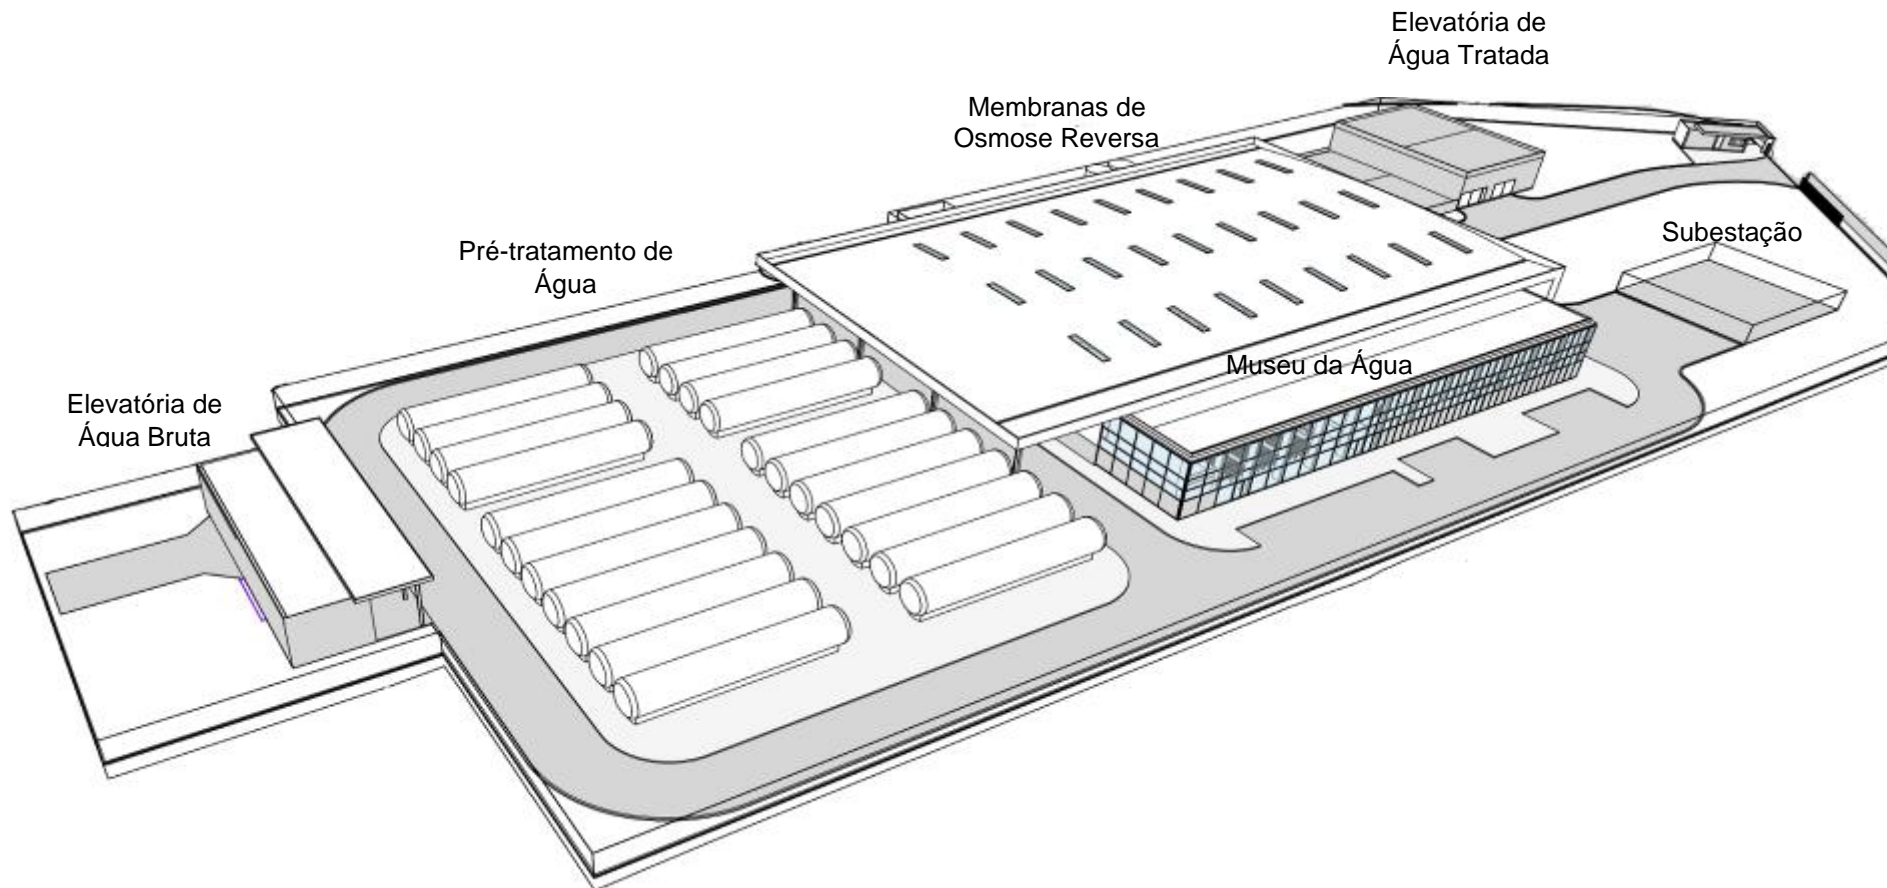 Elevatória de
Água Tratada
Membranas de
Osmose Reversa
Subestação
Pré-tratamento de
Água
Museu da Água
Elevatória de
Água Bruta